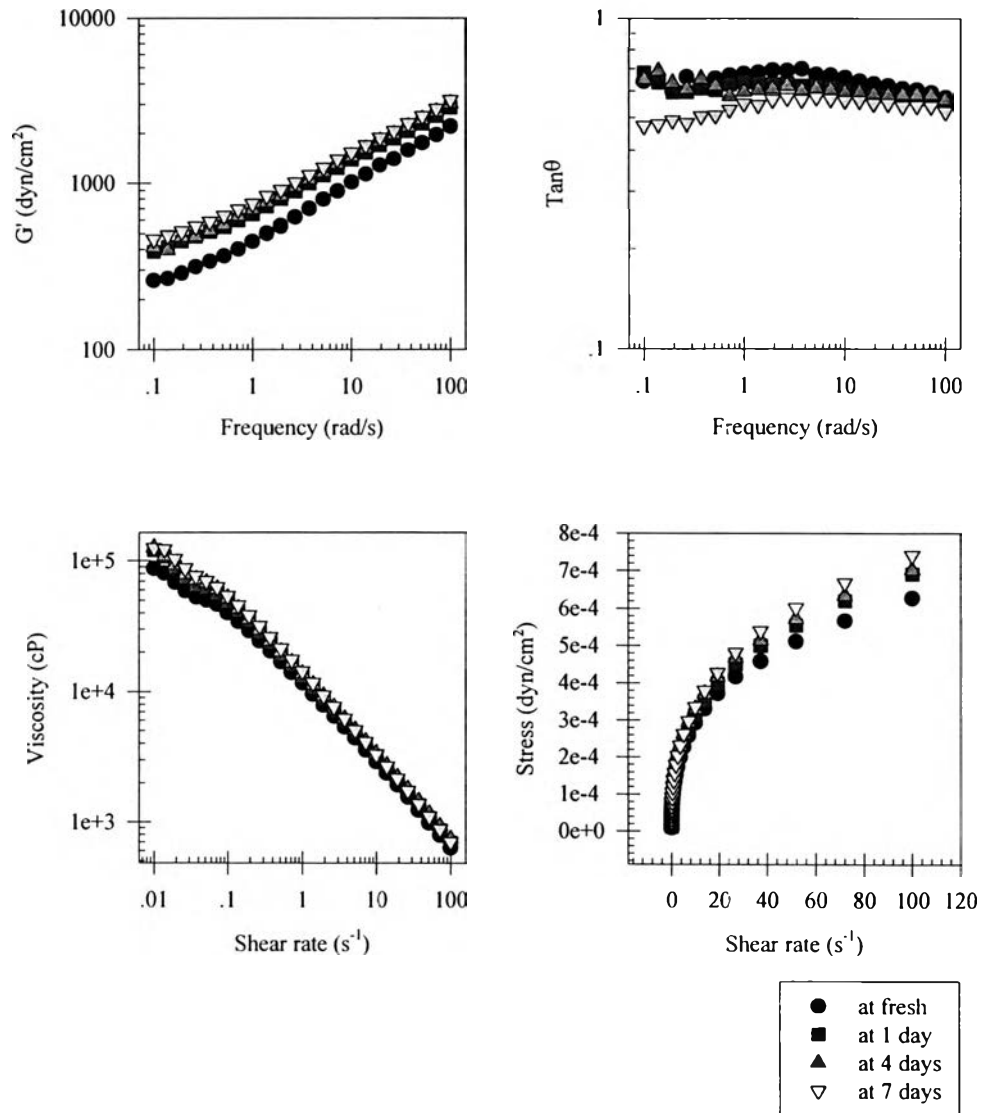 10000
1000
100
G' (dyn/cm²)
.1 1 10 100
Frequency (rad/s)
1
.1
Tanθ
.1 1 10 100
Frequency (rad/s)
1e+5
1e+4
1e+3
Viscosity (cP)
.01 .1 1 10 100
Shear rate (s⁻¹)
8e-4
7e-4
6e-4
5e-4
4e-4
3e-4
2e-4
1e-4
0e+0
Stress (dyn/cm²)
0 20 40 60 80 100 120
Shear rate (s⁻¹)
at fresh
at 1 day
at 4 days
at 7 days